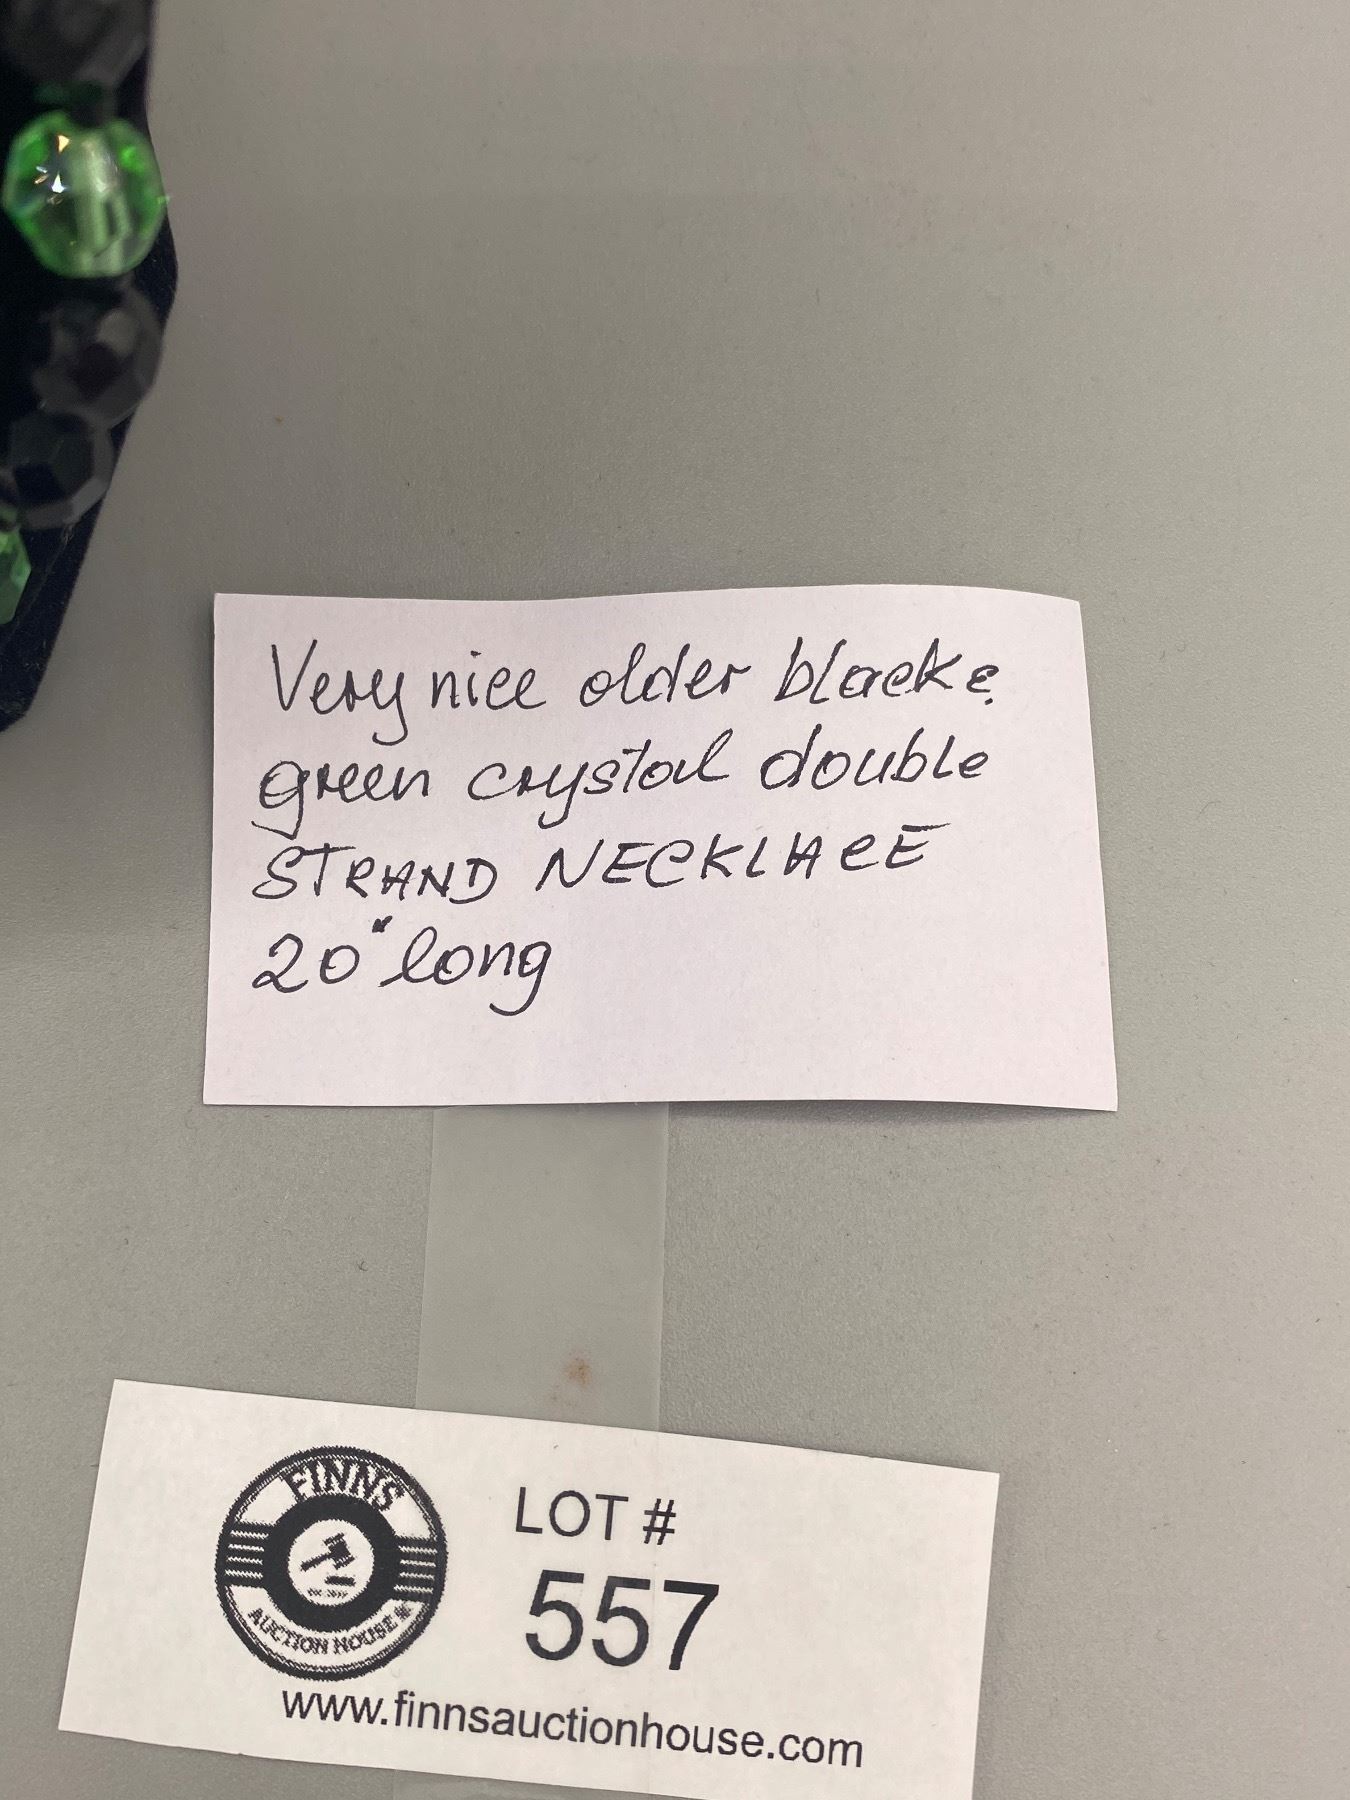 Very nice older black &
green crystal double
STRAND NECKLACE
20" long
FINNS
AUCTION HOUSE
LOT #
557
www.finnsauctionhouse.com